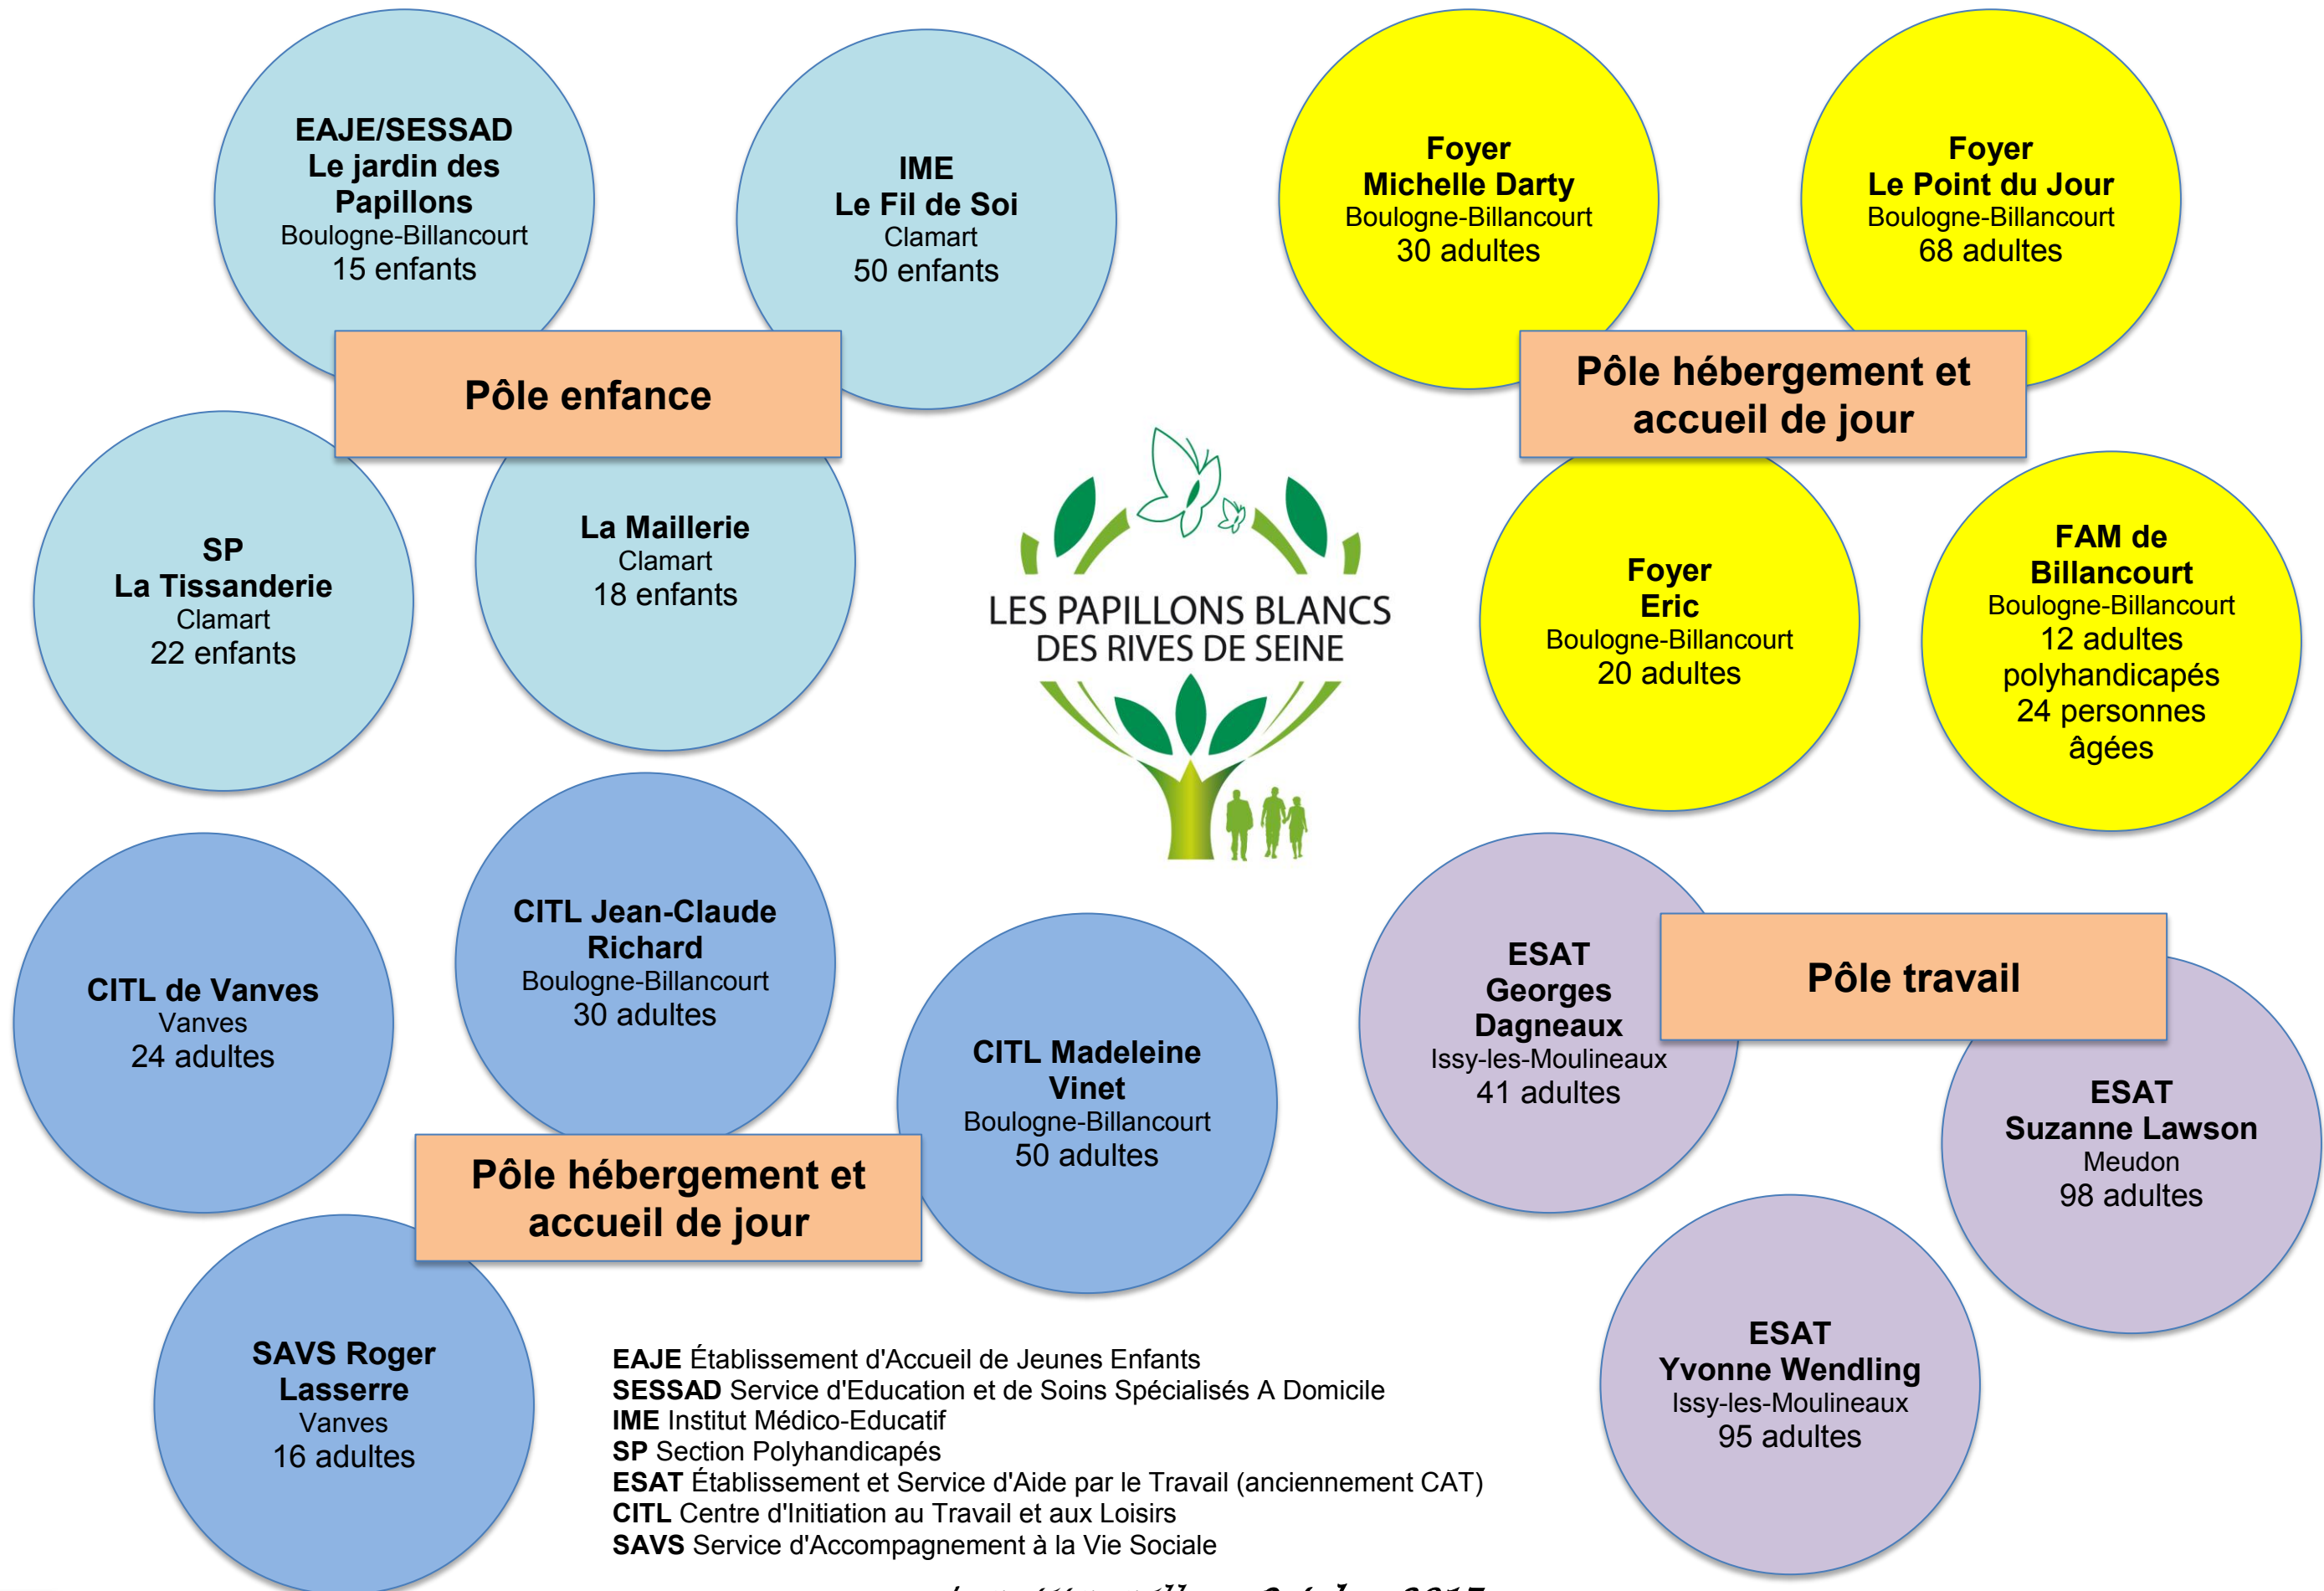 EAJE/SESSAD
Le jardin des
Papillons
Boulogne-Billancourt
15 enfants
IME
Le Fil de Soi
Clamart
50 enfants
Pôle enfance
SP
La Tissanderie
Clamart
22 enfants
La Maillerie
Clamart
18 enfants
Foyer
Michelle Darty
Boulogne-Billancourt
30 adultes
Foyer
Le Point du Jour
Boulogne-Billancourt
68 adultes
Pôle hébergement et
accueil de jour
Foyer
Eric
Boulogne-Billancourt
20 adultes
FAM de
Billancourt
Boulogne-Billancourt
12 adultes
polyhandicapés
24 personnes
âgées
LES PAPILLONS BLANCS
DES RIVES DE SEINE
CITL de Vanves
Vanves
24 adultes
CITL Jean-Claude
Richard
Boulogne-Billancourt
30 adultes
CITL Madeleine
Vinet
Boulogne-Billancourt
50 adultes
Pôle hébergement et
accueil de jour
SAVS Roger
Lasserre
Vanves
16 adultes
ESAT
Georges
Dagneaux
Issy-les-Moulineaux
41 adultes
Pôle travail
ESAT
Suzanne Lawson
Meudon
98 adultes
ESAT
Yvonne Wendling
Issy-les-Moulineaux
95 adultes
EAJE Établissement d'Accueil de Jeunes Enfants
SESSAD Service d'Education et de Soins Spécialisés A Domicile
IME Institut Médico-Educatif
SP Section Polyhandicapés
ESAT Établissement et Service d'Aide par le Travail (anciennement CAT)
CITL Centre d'Initiation au Travail et aux Loisirs
SAVS Service d'Accompagnement à la Vie Sociale